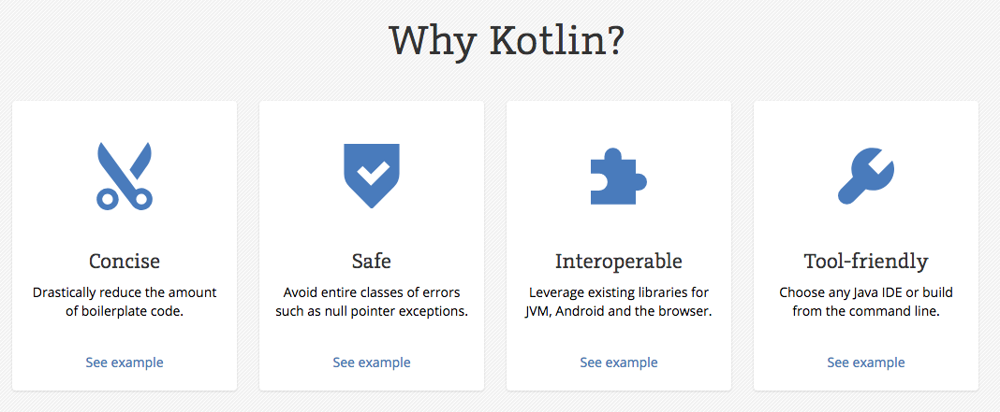 Why Kotlin?
Concise
Drastically reduce the amount
of boilerplate code.
See example
Safe
Avoid entire classes of errors
such as null pointer exceptions.
See example
Interoperable
Leverage existing libraries for
JVM, Android and the browser.
See example
Tool-friendly
Choose any Java IDE or build
from the command line.
See example